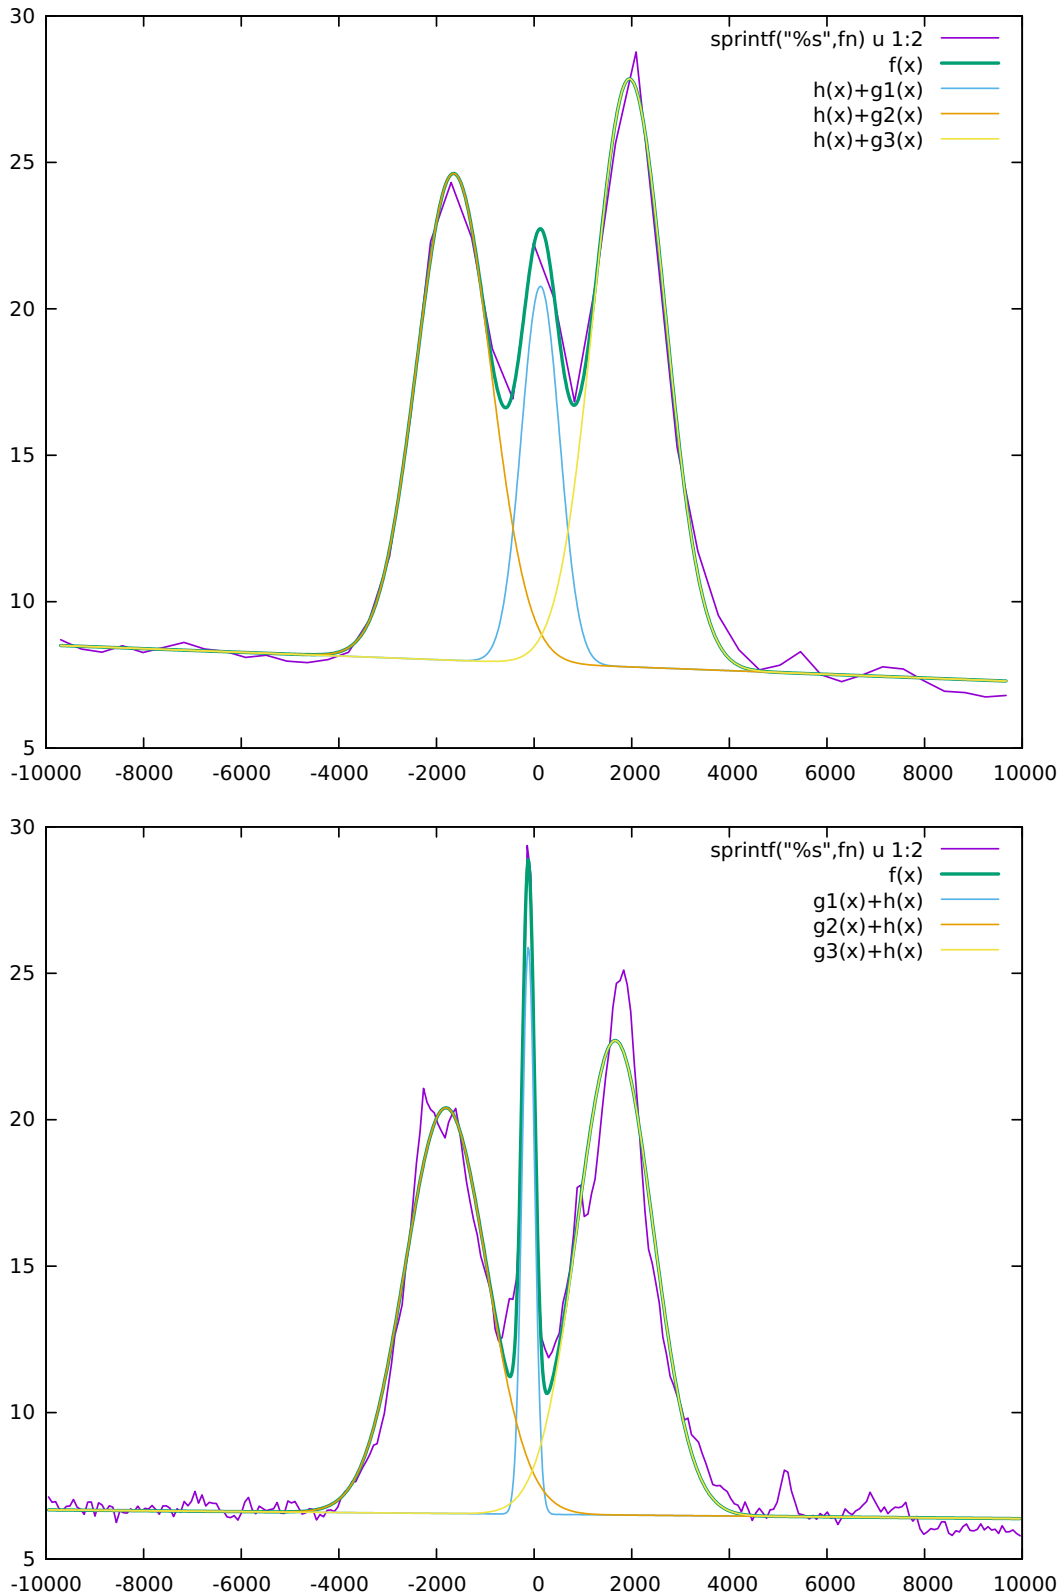 30
sprintf("%s",fn) u 1:2
f(x)
h(x)+g1(x)
h(x)+g2(x)
h(x)+g3(x)
25
20
15
10
5
-10000 -8000 -6000 -4000 -2000 0 2000 4000 6000 8000 10000
30
sprintf("%s",fn) u 1:2
f(x)
g1(x)+h(x)
g2(x)+h(x)
g3(x)+h(x)
25
20
15
10
5
-10000 -8000 -6000 -4000 -2000 0 2000 4000 6000 8000 10000